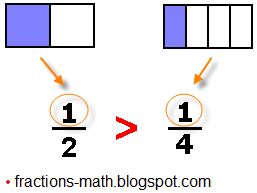 1 > 1
2 4
• fractions-math.blogspot.com